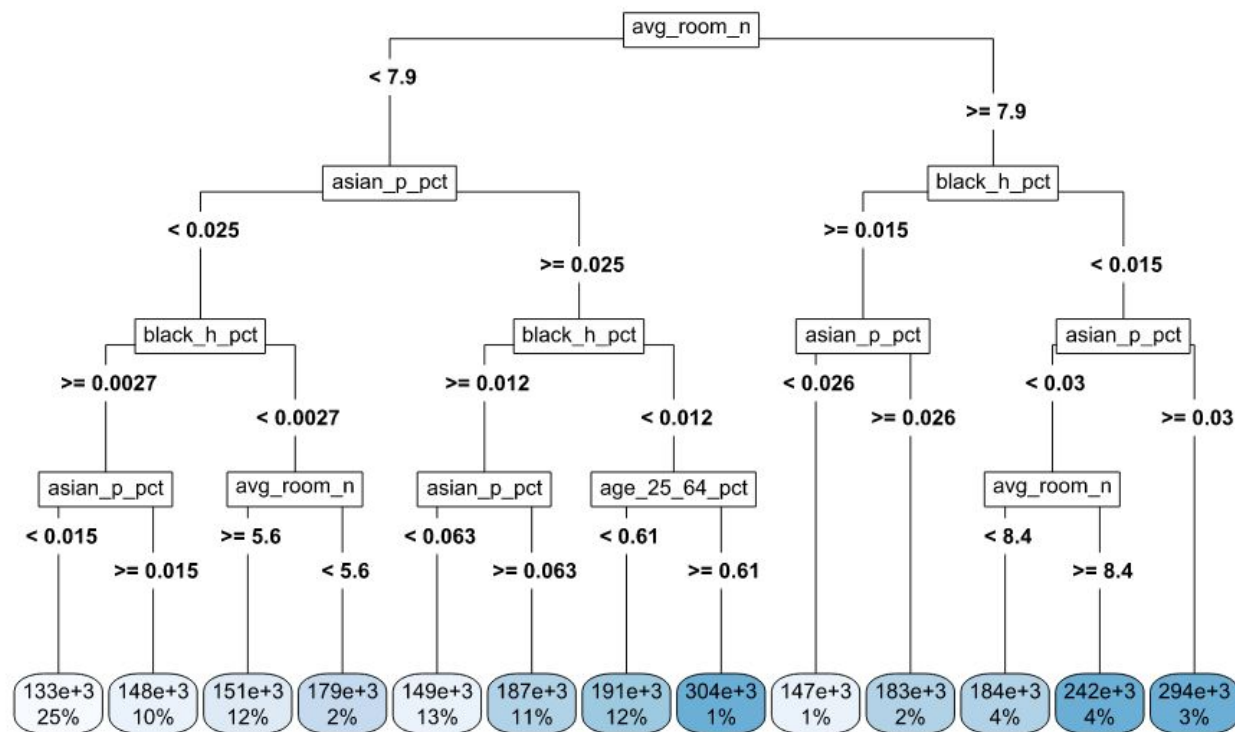 avg_room_n
< 7.9
>= 7.9
asian_p_pct
black_h_pct
< 0.025
>= 0.025
>= 0.015
< 0.015
black_h_pct
black_h_pct
asian_p_pct
asian_p_pct
>= 0.0027
< 0.0027
>= 0.012
< 0.012
< 0.026
>= 0.026
< 0.03
>= 0.03
asian_p_pct
avg_room_n
asian_p_pct
age_25_64_pct
avg_room_n
< 0.015
>= 0.015
>= 5.6
< 5.6
< 0.063
>= 0.063
< 0.61
>= 0.61
< 8.4
>= 8.4
133e+3
25%
148e+3
10%
151e+3
12%
179e+3
2%
149e+3
13%
187e+3
11%
191e+3
12%
304e+3
1%
147e+3
1%
183e+3
2%
184e+3
4%
242e+3
4%
294e+3
3%